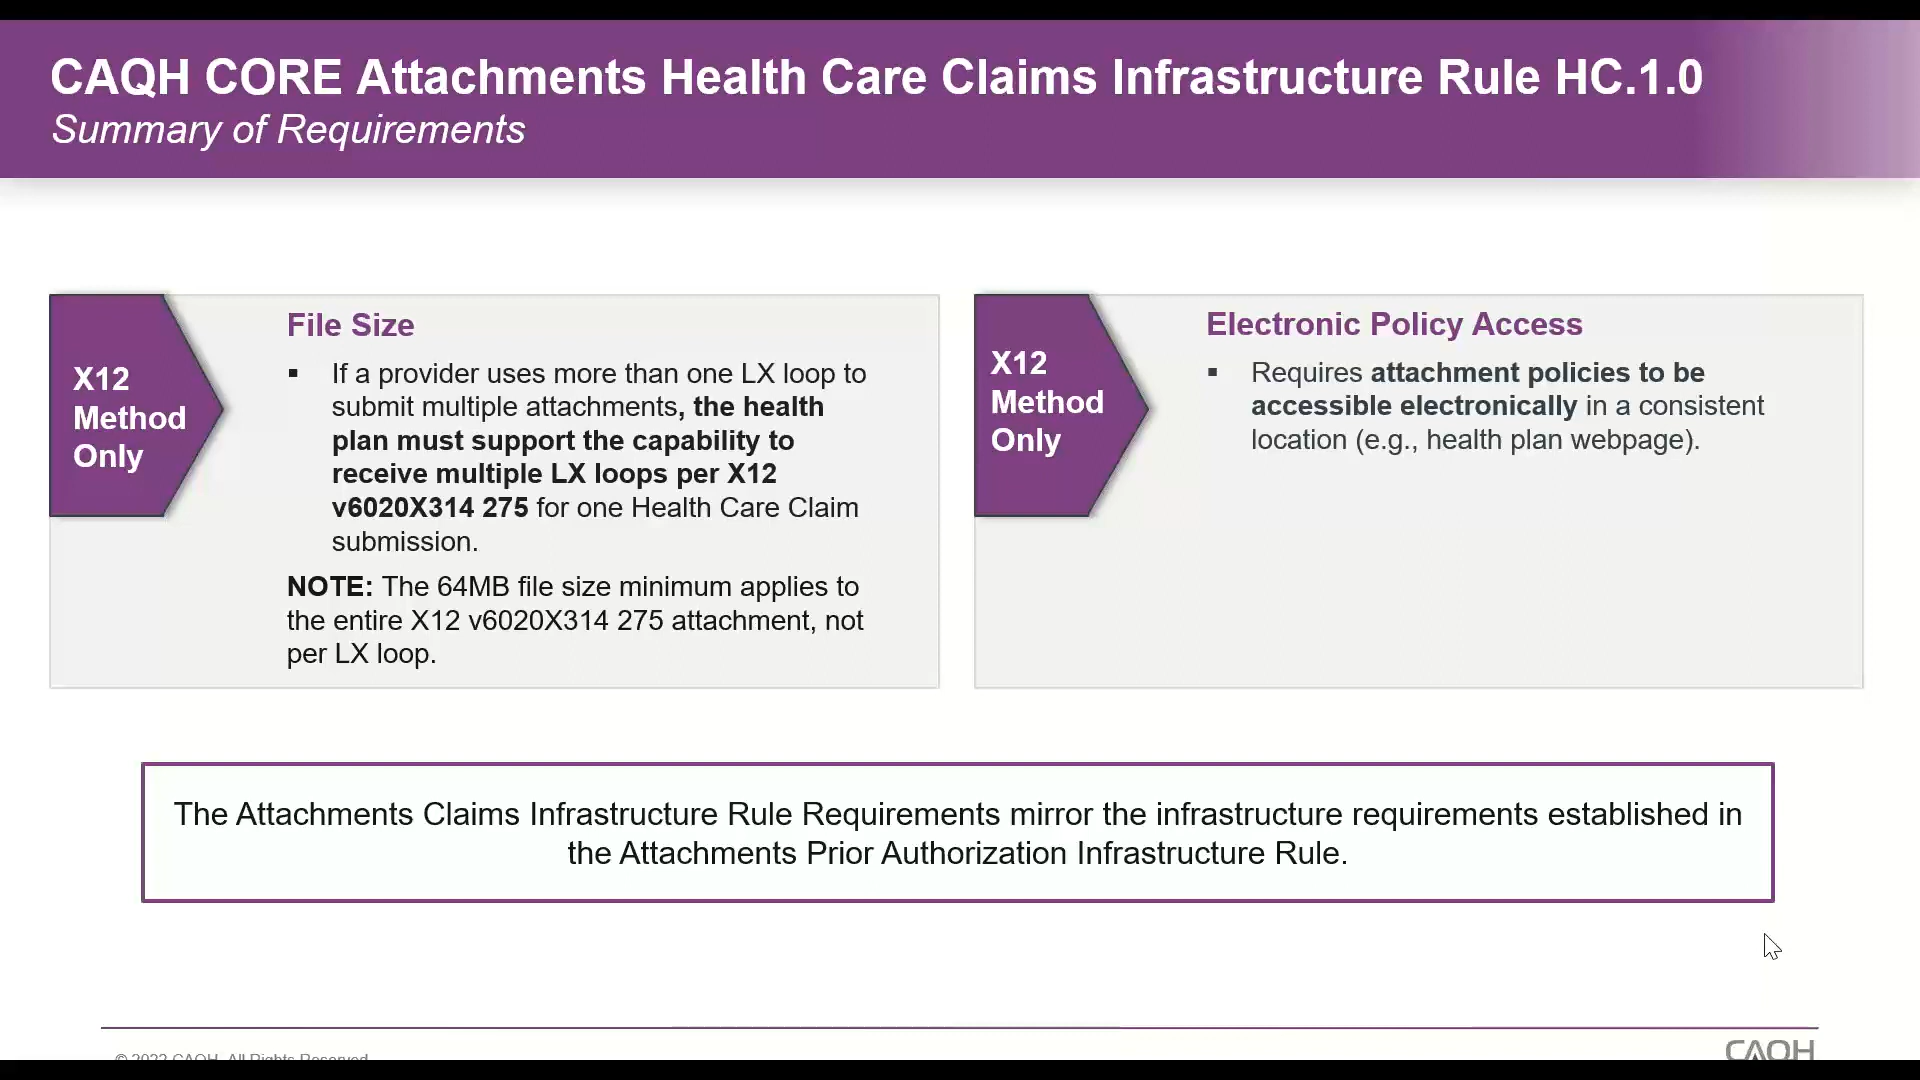 CAQH CORE Attachments Health Care Claims Infrastructure Rule HC.1.0
Summary of Requirements
X12
Method
Only
File Size
▪ If a provider uses more than one LX loop to
submit multiple attachments, the health
plan must support the capability to
receive multiple LX loops per X12
v6020X314 275 for one Health Care Claim
submission.
NOTE: The 64MB file size minimum applies to
the entire X12 v6020X314 275 attachment, not
per LX loop.
X12
Method
Only
Electronic Policy Access
▪ Requires attachment policies to be
accessible electronically in a consistent
location (e.g., health plan webpage).
The Attachments Claims Infrastructure Rule Requirements mirror the infrastructure requirements established in
the Attachments Prior Authorization Infrastructure Rule.
© 2022 CAQH, All Rights Reserved
CAQH